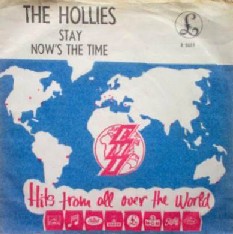 THE HOLLIES
STAY
NOW'S THE TIME
Hits from all over the World